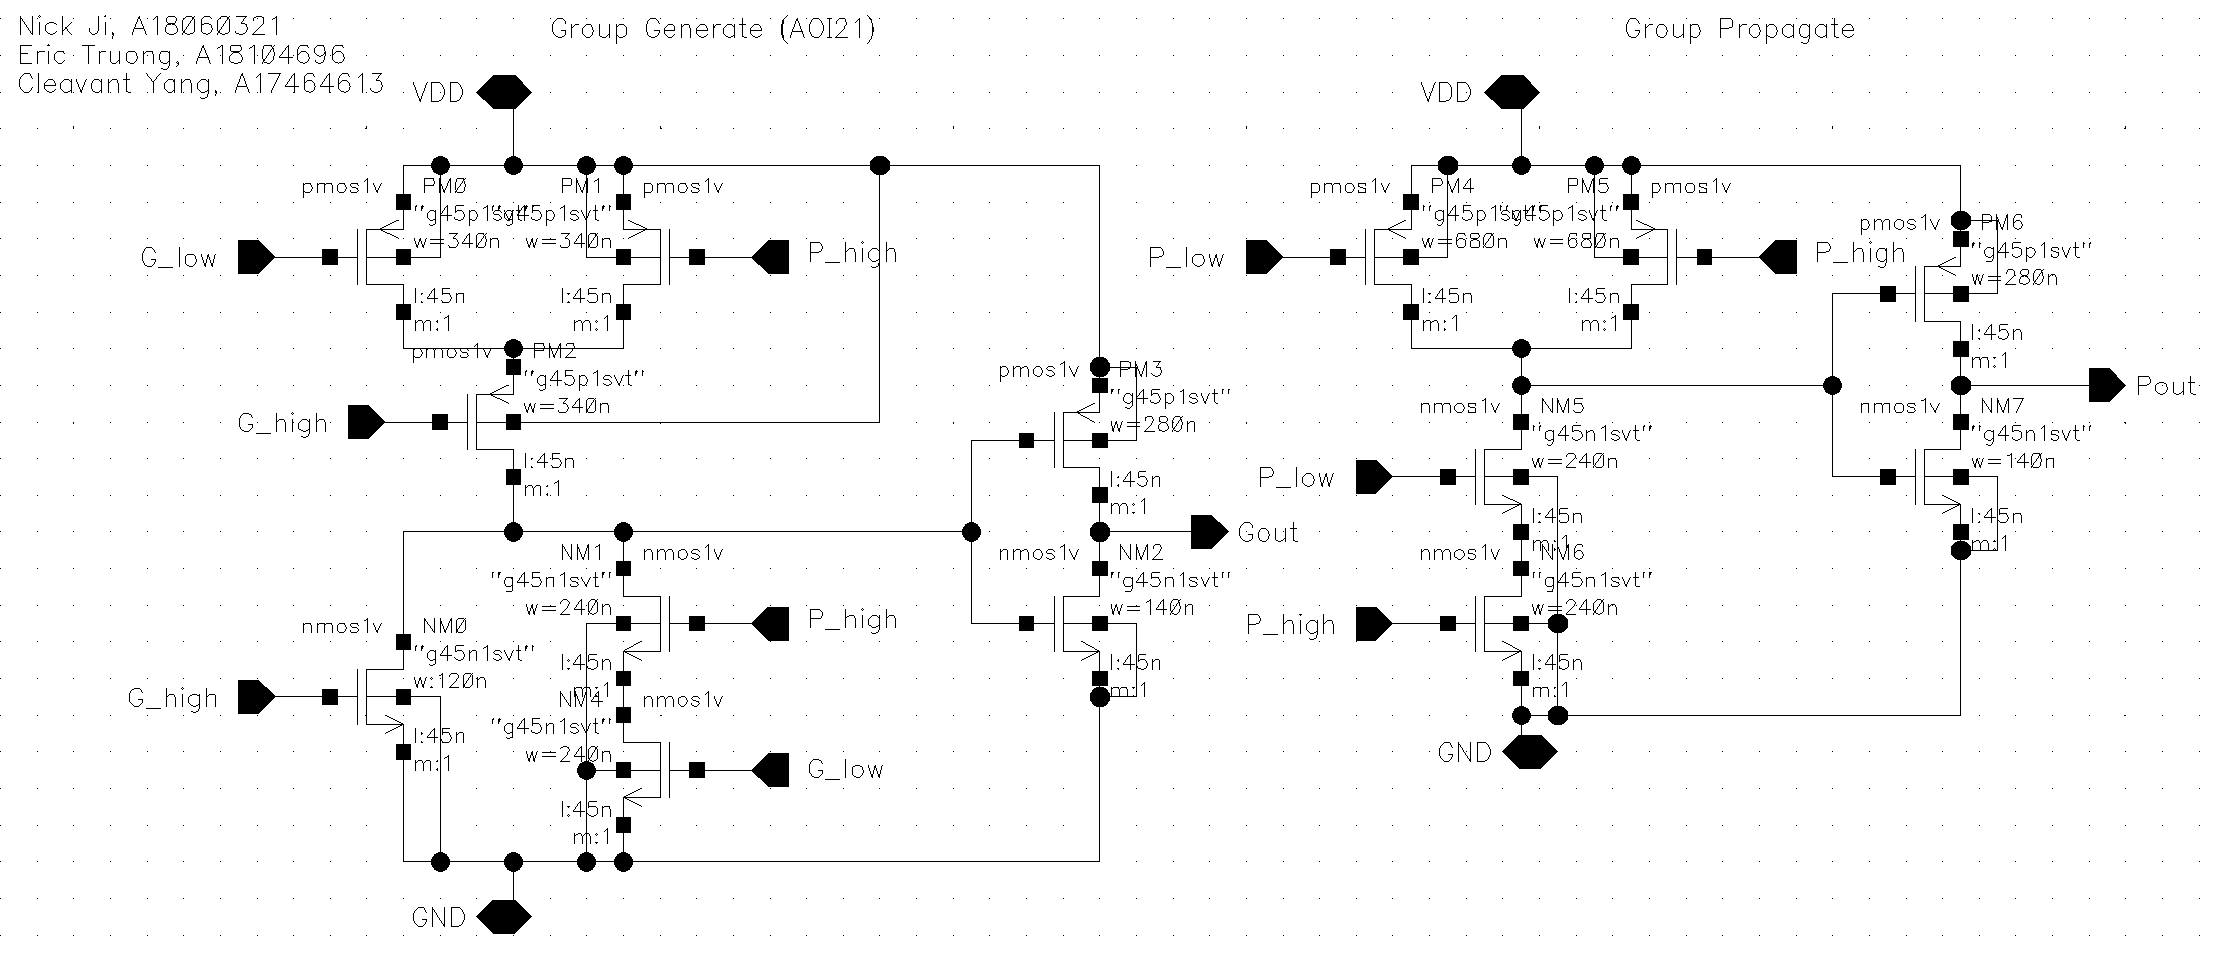 Nick Ji, A18060321
Eric Truong, A18104696
Cleavant Yang, A17464613
Group Generate (AOI21)
VDD
pmos1v PM0
"g45p1svt"
w=340n
G_low
l:45n
m:1
PM1 pmos1v
"g45p1svt"
w=340n
P_high
l:45n
m:1
pmos1v PM2
"g45p1svt"
w=340n
G_high
l:45n
m:1
pmos1v PM3
"g45p1svt"
w=280n
l:45n
m:1
Gout
nmos1v NM2
"g45n1svt"
w=140n
l:45n
m:1
NM1 nmos1v
"g45n1svt"
w=240n
P_high
l:45n
m:1
nmos1v NM0
"g45n1svt"
w:120n
G_high
l:45n
m:1
NM4 nmos1v
"g45n1svt"
w=240n
G_low
l:45n
m:1
GND
Group Propagate
VDD
pmos1v PM4
"g45p1svt"
w=680n
P_low
l:45n
m:1
PM5 pmos1v
"g45p1svt"
w=680n
P_high
l:45n
m:1
pmos1v PM6
"g45p1svt"
w=280n
l:45n
m:1
Pout
nmos1v NM5
"g45n1svt"
w=240n
P_low
l:45n
m:1
nmos1v NM7
"g45n1svt"
w=140n
l:45n
m:1
nmos1v NM6
"g45n1svt"
w=240n
P_high
l:45n
m:1
GND